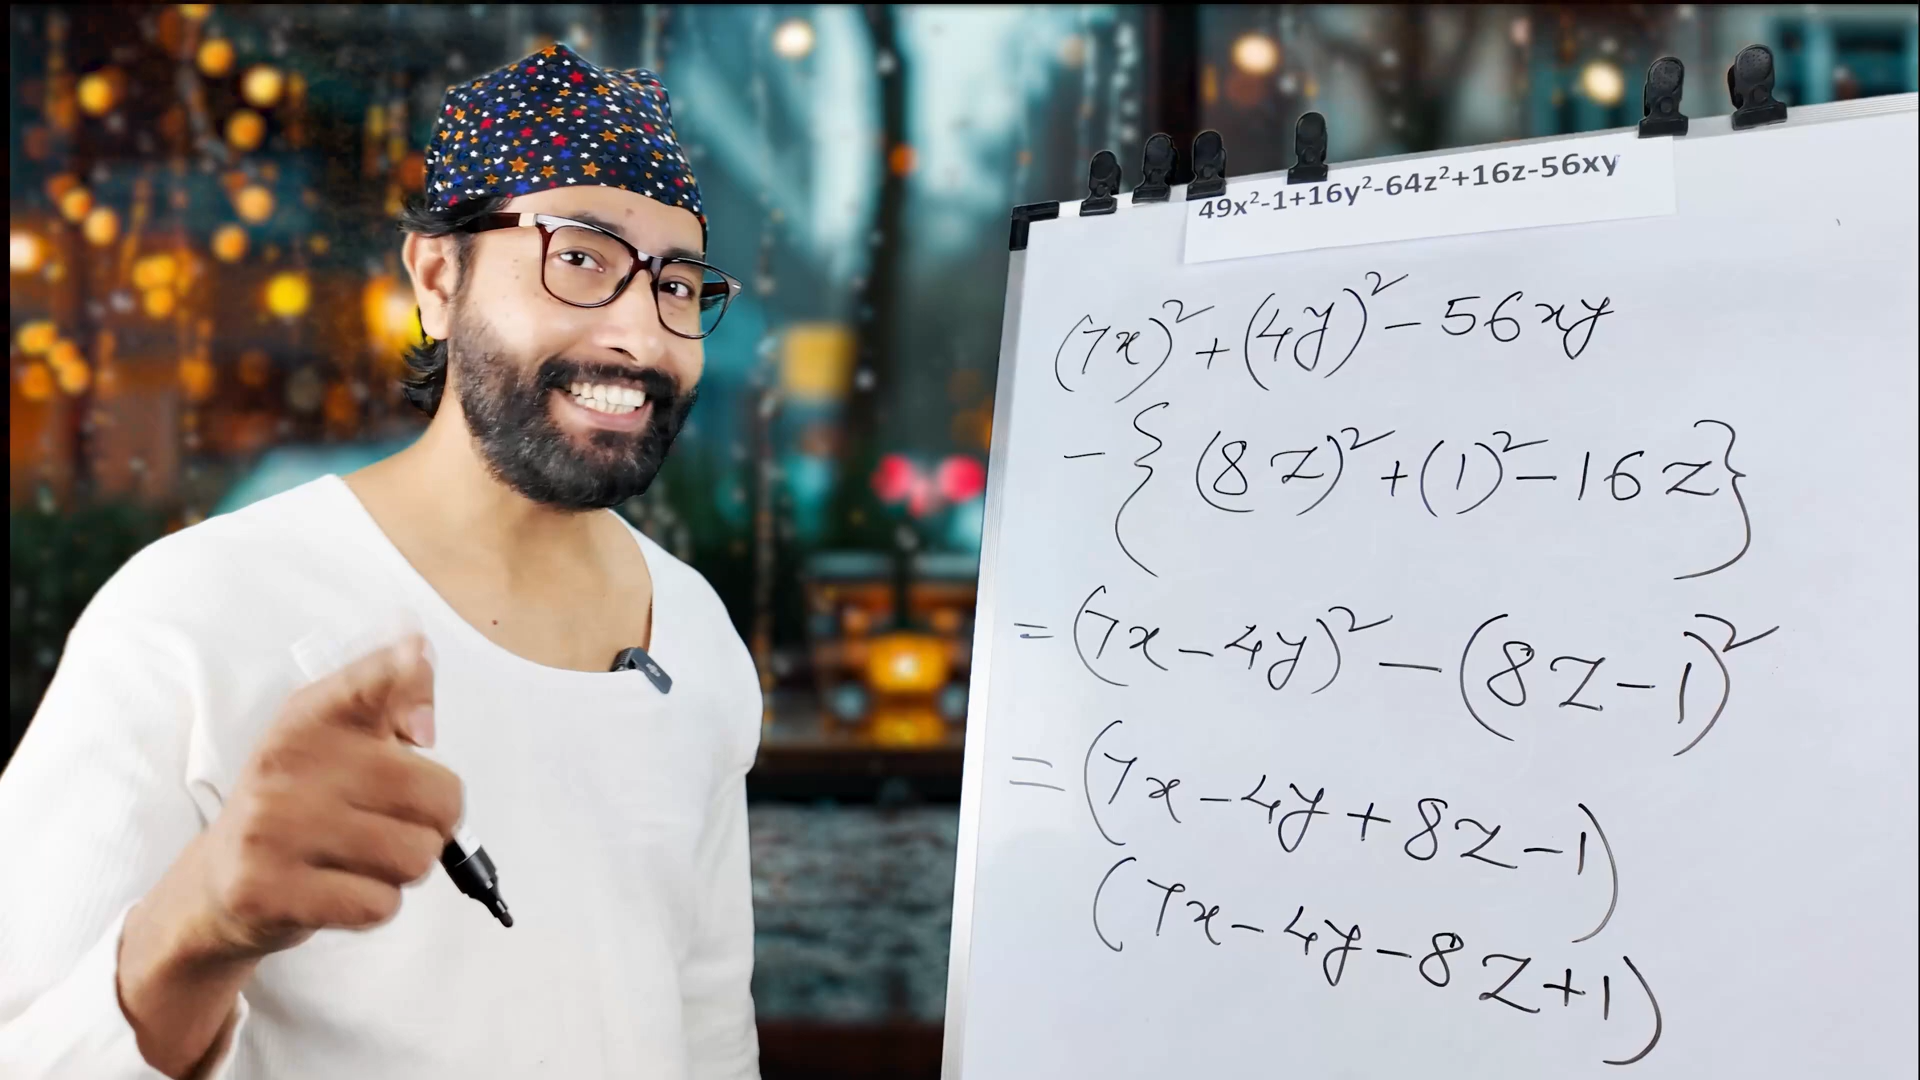 49x²-1+16y²-64z²+16z-56xy
(7x)²+(4y)²-56xy
-{(8z)²+(1)²-16z}
=(7x-4y)²-(8z-1)²
=(7x-4y+8z-1)
(7x-4y-8z+1)